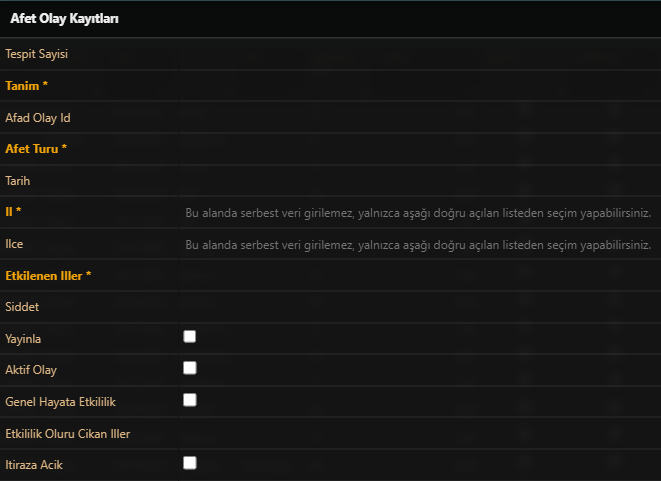 Afet Olay Kayıtları
Tespit Sayisi
Tanim *
Afad Olay Id
Afet Turu *
Tarih
Il * Bu alanda serbest veri girilemez, yalnızca aşağı doğru açılan listeden seçim yapabilirsiniz.
Ilce Bu alanda serbest veri girilemez, yalnızca aşağı doğru açılan listeden seçim yapabilirsiniz.
Etkilenen Iller *
Siddet
Yayinla
Aktif Olay
Genel Hayata Etkililik
Etkililik Oluru Cikan Iller
Itiraza Acik